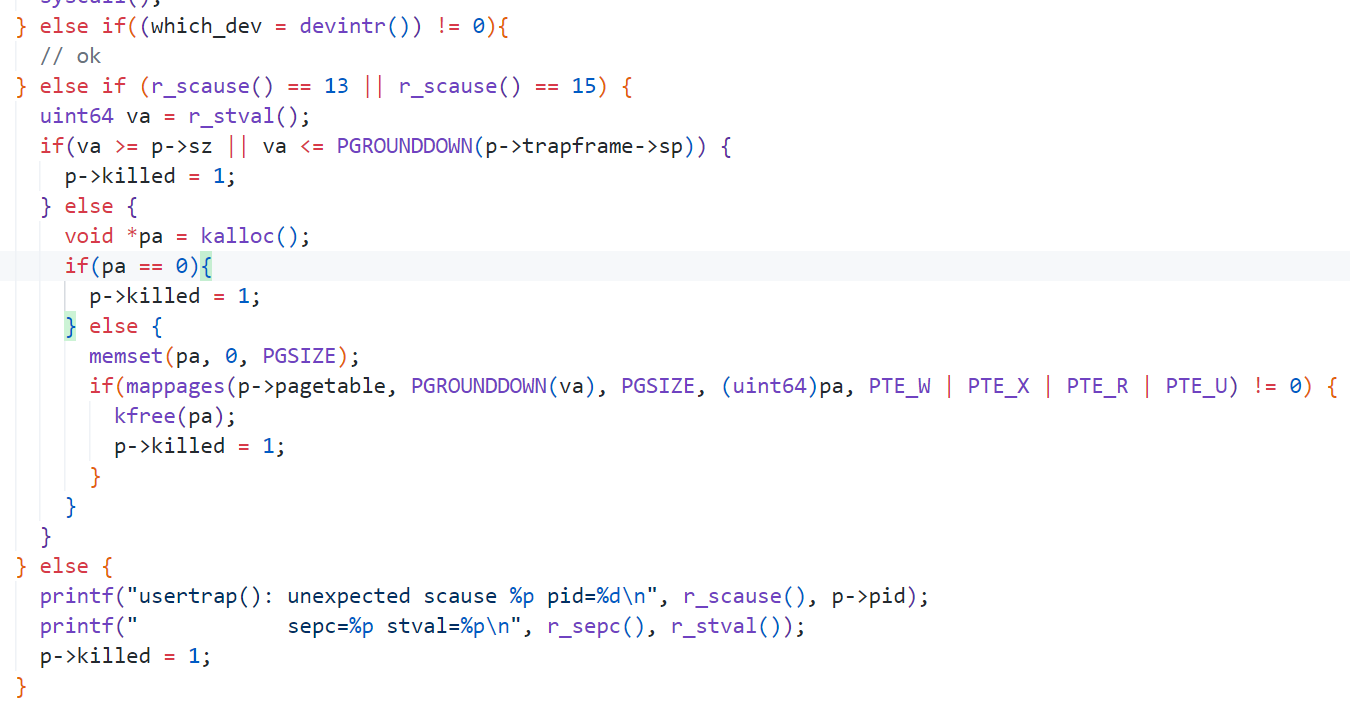 syscall();
} else if((which_dev = devintr()) != 0){
// ok
} else if (r_scause() == 13 || r_scause() == 15) {
uint64 va = r_stval();
if(va >= p->sz || va <= PGROUNDDOWN(p->trapframe->sp)) {
p->killed = 1;
} else {
void *pa = kalloc();
if(pa == 0){
p->killed = 1;
} else {
memset(pa, 0, PGSIZE);
if(mappages(p->pagetable, PGROUNDDOWN(va), PGSIZE, (uint64)pa, PTE_W | PTE_X | PTE_R | PTE_U) != 0) {
kfree(pa);
p->killed = 1;
}
}
}
} else {
printf("usertrap(): unexpected scause %p pid=%d\n", r_scause(), p->pid);
printf("            sepc=%p stval=%p\n", r_sepc(), r_stval());
p->killed = 1;
}